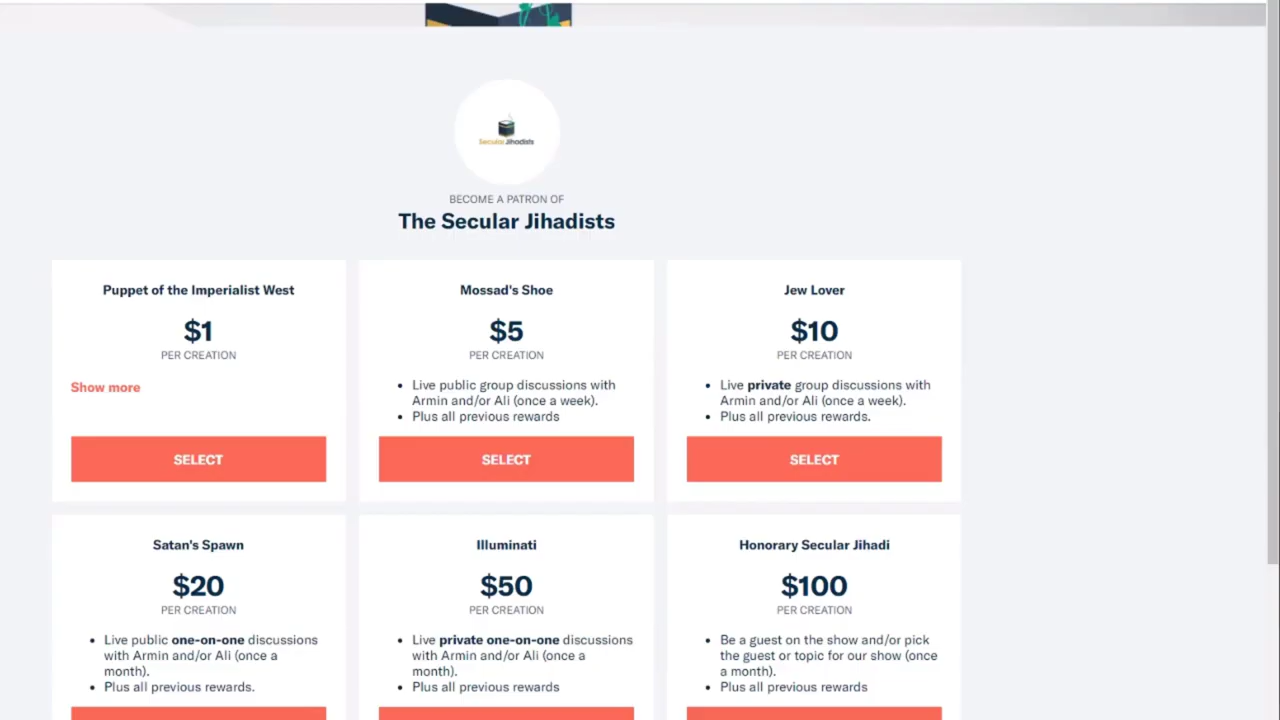 Secular Jihadists
BECOME A PATRON OF
The Secular Jihadists
Puppet of the Imperialist West
$1
PER CREATION
Show more
SELECT
Mossad's Shoe
$5
PER CREATION
• Live public group discussions with
Armin and/or Ali (once a week).
• Plus all previous rewards
SELECT
Jew Lover
$10
PER CREATION
• Live private group discussions with
Armin and/or Ali (once a week).
• Plus all previous rewards.
SELECT
Satan's Spawn
$20
PER CREATION
• Live public one-on-one discussions
with Armin and/or Ali (once a
month).
• Plus all previous rewards.
Illuminati
$50
PER CREATION
• Live private one-on-one discussions
with Armin and/or Ali (once a
month).
• Plus all previous rewards
Honorary Secular Jihadi
$100
PER CREATION
• Be a guest on the show and/or pick
the guest or topic for our show (once
a month).
• Plus all previous rewards